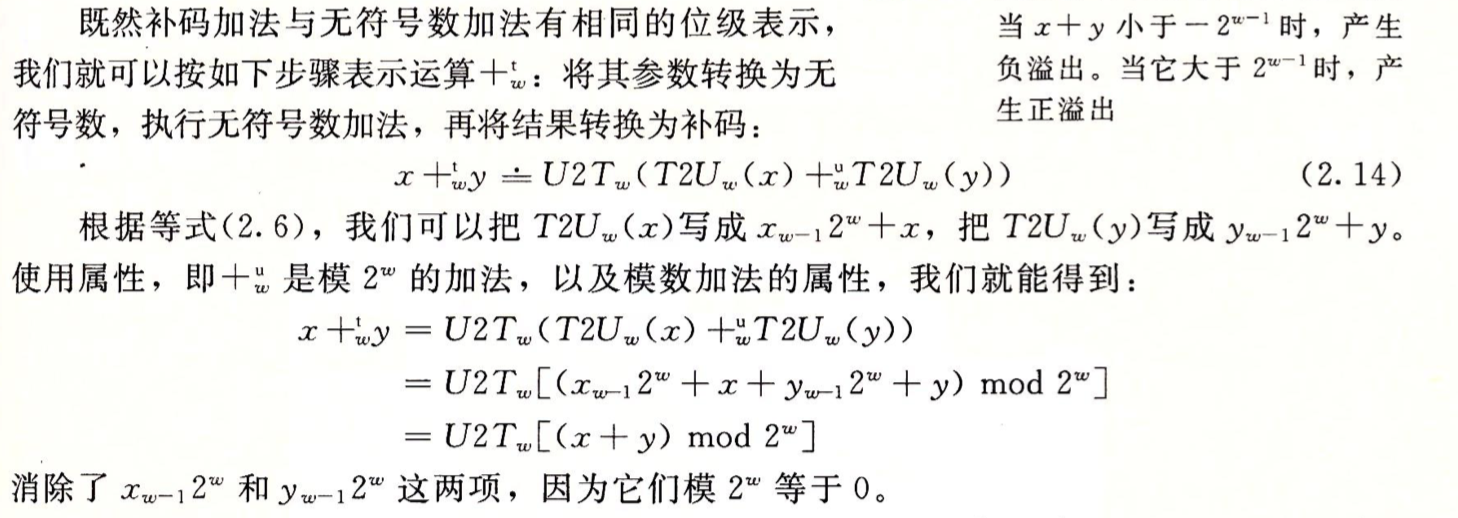 既然补码加法与无符号数加法有相同的位级表示，
我们就可以按如下步骤表示运算 $+_w^t$：将其参数转换为无
符号数，执行无符号数加法，再将结果转换为补码：
当 $x+y$ 小于 $-2^{w-1}$ 时，产生
负溢出。当它大于 $2^{w-1}$ 时，产
生正溢出
$x +_w^t y \doteq U2T_w(T2U_w(x) +_w^u T2U_w(y))$ (2.14)
根据等式(2.6)，我们可以把 $T2U_w(x)$写成 $x_{w-1}2^w+x$，把 $T2U_w(y)$写成 $y_{w-1}2^w+y$。
使用属性，即 $+_w^u$ 是模 $2^w$ 的加法，以及模数加法的属性，我们就能得到：
$x +_w^t y = U2T_w(T2U_w(x) +_w^u T2U_w(y))$
$= U2T_w[(x_{w-1}2^w + x + y_{w-1}2^w + y) \bmod 2^w]$
$= U2T_w[(x + y) \bmod 2^w]$
消除了 $x_{w-1}2^w$ 和 $y_{w-1}2^w$ 这两项，因为它们模 $2^w$ 等于 0。